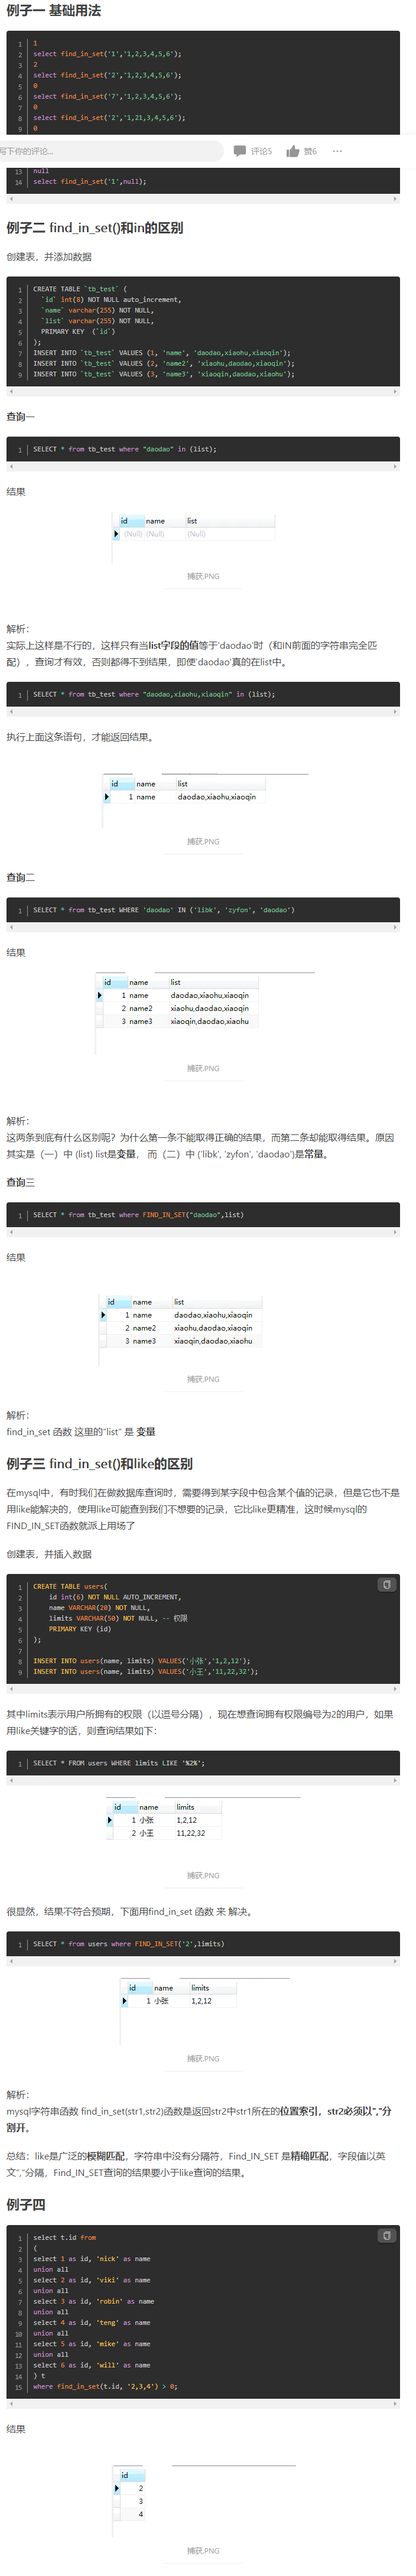 例子一 基础用法
1 1
2 select find_in_set('1','1,2,3,4,5,6');
3 2
4 select find_in_set('2','1,2,3,4,5,6');
5 0
6 select find_in_set('7','1,2,3,4,5,6');
7 0
8 select find_in_set('2','1,21,3,4,5,6');
9 0
写下你的评论...
评论5
赞6
13 null
14 select find_in_set('1',null);
例子二 find_in_set()和in的区别
创建表，并添加数据
1 CREATE TABLE `tb_test` (
2 `id` int(8) NOT NULL auto_increment,
3 `name` varchar(255) NOT NULL,
4 `list` varchar(255) NOT NULL,
5 PRIMARY KEY (`id`)
6 );
7 INSERT INTO `tb_test` VALUES (1, 'name', 'daodao,xiaohu,xiaoqin');
8 INSERT INTO `tb_test` VALUES (2, 'name2', 'xiaohu,daodao,xiaoqin');
9 INSERT INTO `tb_test` VALUES (3, 'name3', 'xiaoqin,daodao,xiaohu');
查询一
1 SELECT * from tb_test where "daodao" in (list);
结果
id name list
(Null) (Null) (Null)
捕获.PNG
解析：
实际上这样是不行的，这样只有当list字段的值等于'daodao'时（和IN前面的字符串完全匹
配），查询才有效，否则都得不到结果，即使'daodao'真的在list中。
1 SELECT * from tb_test where "daodao,xiaohu,xiaoqin" in (list);
执行上面这条语句，才能返回结果。
id name list
1 name daodao,xiaohu,xiaoqin
捕获.PNG
查询二
1 SELECT * from tb_test WHERE 'daodao' IN ('libk', 'zyfon', 'daodao')
结果
id name list
1 name daodao,xiaohu,xiaoqin
2 name2 xiaohu,daodao,xiaoqin
3 name3 xiaoqin,daodao,xiaohu
捕获.PNG
解析：
这两条到底有什么区别呢？为什么第一条不能取得正确的结果，而第二条却能取得结果。原因
其实是（一）中 (list) list是变量， 而（二）中 ('libk', 'zyfon', 'daodao')是常量。
查询三
1 SELECT * from tb_test where FIND_IN_SET("daodao",list)
结果
id name list
1 name daodao,xiaohu,xiaoqin
2 name2 xiaohu,daodao,xiaoqin
3 name3 xiaoqin,daodao,xiaohu
捕获.PNG
解析：
find_in_set 函数 这里的"list" 是 变量
例子三 find_in_set()和like的区别
在mysql中，有时我们在做数据库查询时，需要得到某字段中包含某个值的记录，但是它也不是
用like能解决的，使用like可能查到我们不想要的记录，它比like更精准，这时候mysql的
FIND_IN_SET函数就派上用场了
创建表，并插入数据
1 CREATE TABLE users(
2 id int(6) NOT NULL AUTO_INCREMENT,
3 name VARCHAR(20) NOT NULL,
4 limits VARCHAR(50) NOT NULL, -- 权限
5 PRIMARY KEY (id)
6 );
7
8 INSERT INTO users(name, limits) VALUES('小张','1,2,12');
9 INSERT INTO users(name, limits) VALUES('小王','11,22,32');
其中limits表示用户所拥有的权限（以逗号分隔），现在想查询拥有权限编号为2的用户，如果
用like关键字的话，则查询结果如下：
1 SELECT * FROM users WHERE limits LIKE '%2%';
id name limits
1 小张 1,2,12
2 小王 11,22,32
捕获.PNG
很显然，结果不符合预期，下面用find_in_set 函数 来 解决。
1 SELECT * from users where FIND_IN_SET('2',limits)
id name limits
1 小张 1,2,12
捕获.PNG
解析：
mysql字符串函数 find_in_set(str1,str2)函数是返回str2中str1所在的位置索引，str2必须以","分
割开。
总结：like是广泛的模糊匹配，字符串中没有分隔符，Find_IN_SET 是精确匹配，字段值以英
文","分隔，Find_IN_SET查询的结果要小于like查询的结果。
例子四
1 select t.id from
2 (
3 select 1 as id, 'nick' as name
4 union all
5 select 2 as id, 'viki' as name
6 union all
7 select 3 as id, 'robin' as name
8 union all
9 select 4 as id, 'teng' as name
10 union all
11 select 5 as id, 'mike' as name
12 union all
13 select 6 as id, 'will' as name
14 ) t
15 where find_in_set(t.id, '2,3,4') > 0;
结果
id
2
3
4
捕获.PNG